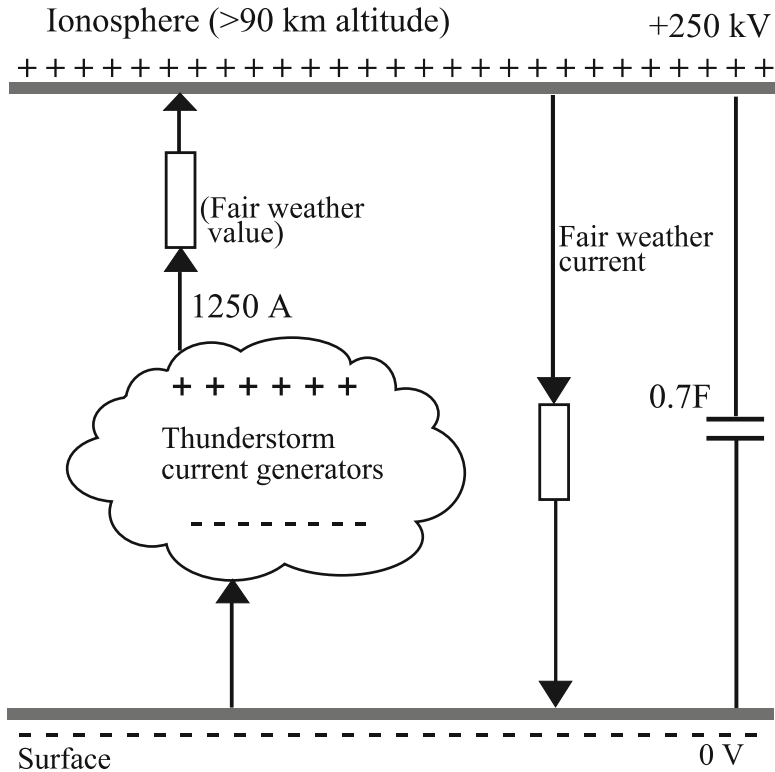 Ionosphere (>90 km altitude)
+250 kV
+ + + + + + + + + + + + + + + + + + + + + + + + + + +
(Fair weather
value)
Fair weather
current
1250 A
+ + + + + +
0.7F
Thunderstorm
current generators
Surface
0 V